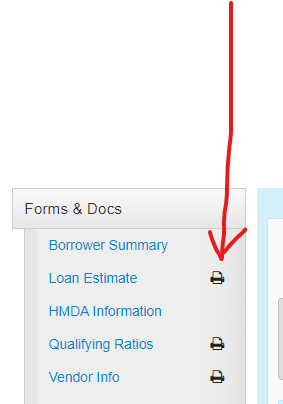 Forms & Docs
Borrower Summary
Loan Estimate
HMDA Information
Qualifying Ratios
Vendor Info